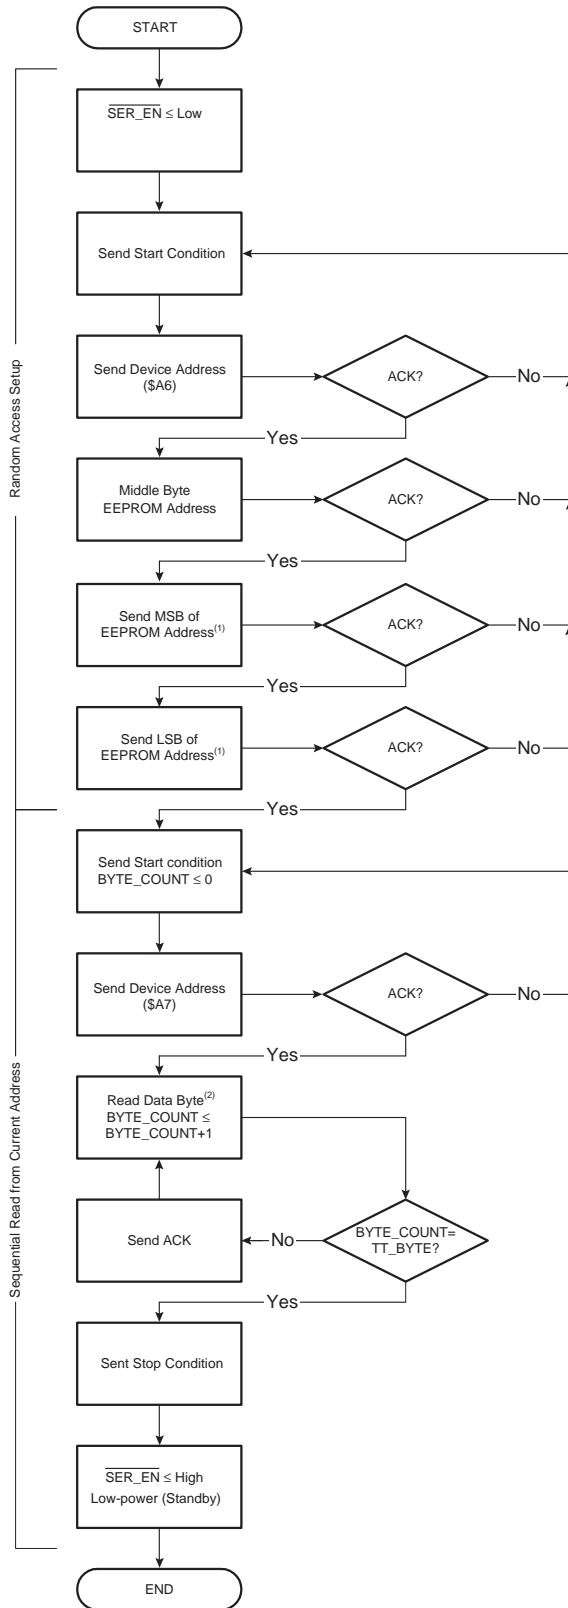 START
SER_EN ≤ Low
Send Start Condition
Send Device Address
($A6)
ACK?
No
Yes
Middle Byte
EEPROM Address
ACK?
No
Yes
Send MSB of
EEPROM Address(1)
ACK?
No
Yes
Send LSB of
EEPROM Address(1)
ACK?
No
Yes
Random Access Setup
Send Start condition
BYTE_COUNT ≤ 0
Send Device Address
($A7)
ACK?
No
Yes
Read Data Byte(2)
BYTE_COUNT ≤
BYTE_COUNT+1
BYTE_COUNT=
TT_BYTE?
No
Send ACK
Yes
Sent Stop Condition
SER_EN ≤ High
Low-power (Standby)
Sequential Read from Current Address
END